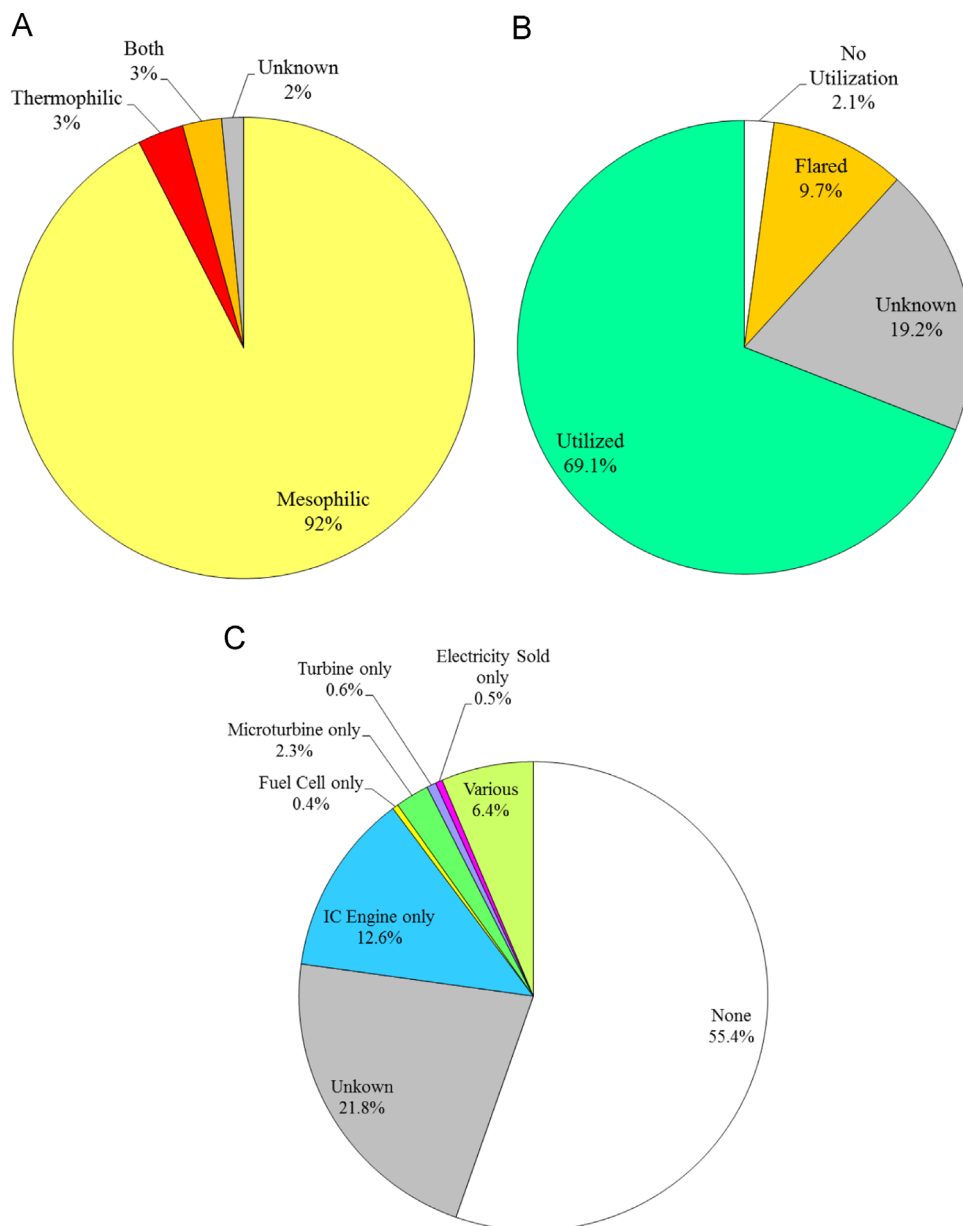 A
Both
3%
Unknown
2%
Thermophilic
3%
Mesophilic
92%
B
No
Utilization
2.1%
Flared
9.7%
Unknown
19.2%
Utilized
69.1%
C
Turbine only
0.6%
Electricity Sold
only
0.5%
Microturbine only
2.3%
Fuel Cell only
0.4%
Various
6.4%
IC Engine only
12.6%
None
55.4%
Unkown
21.8%